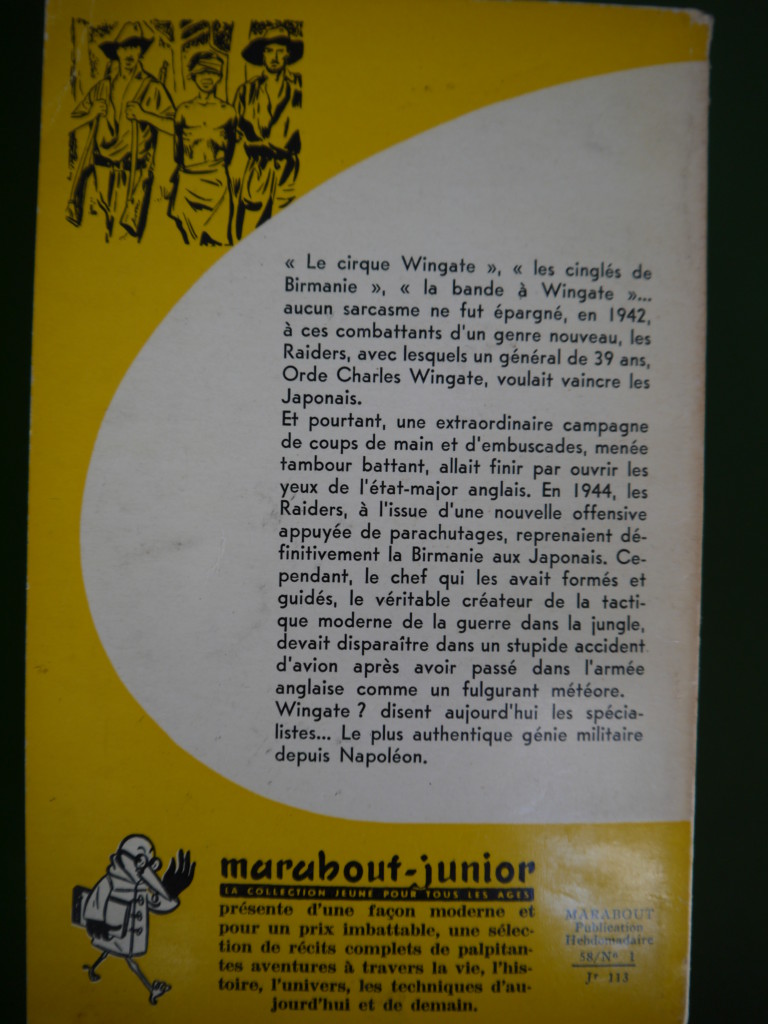 « Le cirque Wingate », « les cinglés de
Birmanie », « la bande à Wingate »...
aucun sarcasme ne fut épargné, en 1942,
à ces combattants d'un genre nouveau, les
Raiders, avec lesquels un général de 39 ans,
Orde Charles Wingate, voulait vaincre les
Japonais.
Et pourtant, une extraordinaire campagne
de coups de main et d'embuscades, menée
tambour battant, allait finir par ouvrir les
yeux de l'état-major anglais. En 1944, les
Raiders, à l'issue d'une nouvelle offensive
appuyée de parachutages, reprenaient dé-
finitivement la Birmanie aux Japonais. Ce-
pendant, le chef qui les avait formés et
guidés, le véritable créateur de la tacti-
que moderne de la guerre dans la jungle,
devait disparaître dans un stupide accident
d'avion après avoir passé dans l'armée
anglaise comme un fulgurant météore.
Wingate ? disent aujourd'hui les spécia-
listes... Le plus authentique génie militaire
depuis Napoléon.
marabout-junior
LA COLLECTION JEUNE POUR TOUS LES AGES
présente d'une façon moderne et
pour un prix imbattable, une sélec-
tion de récits complets de palpitan-
tes aventures à travers la vie, l'his-
toire, l'univers, les techniques d'au-
jourd'hui et de demain.
MARABOUT
Publication
Hebdomadaire
58/N° 1
Jr 113